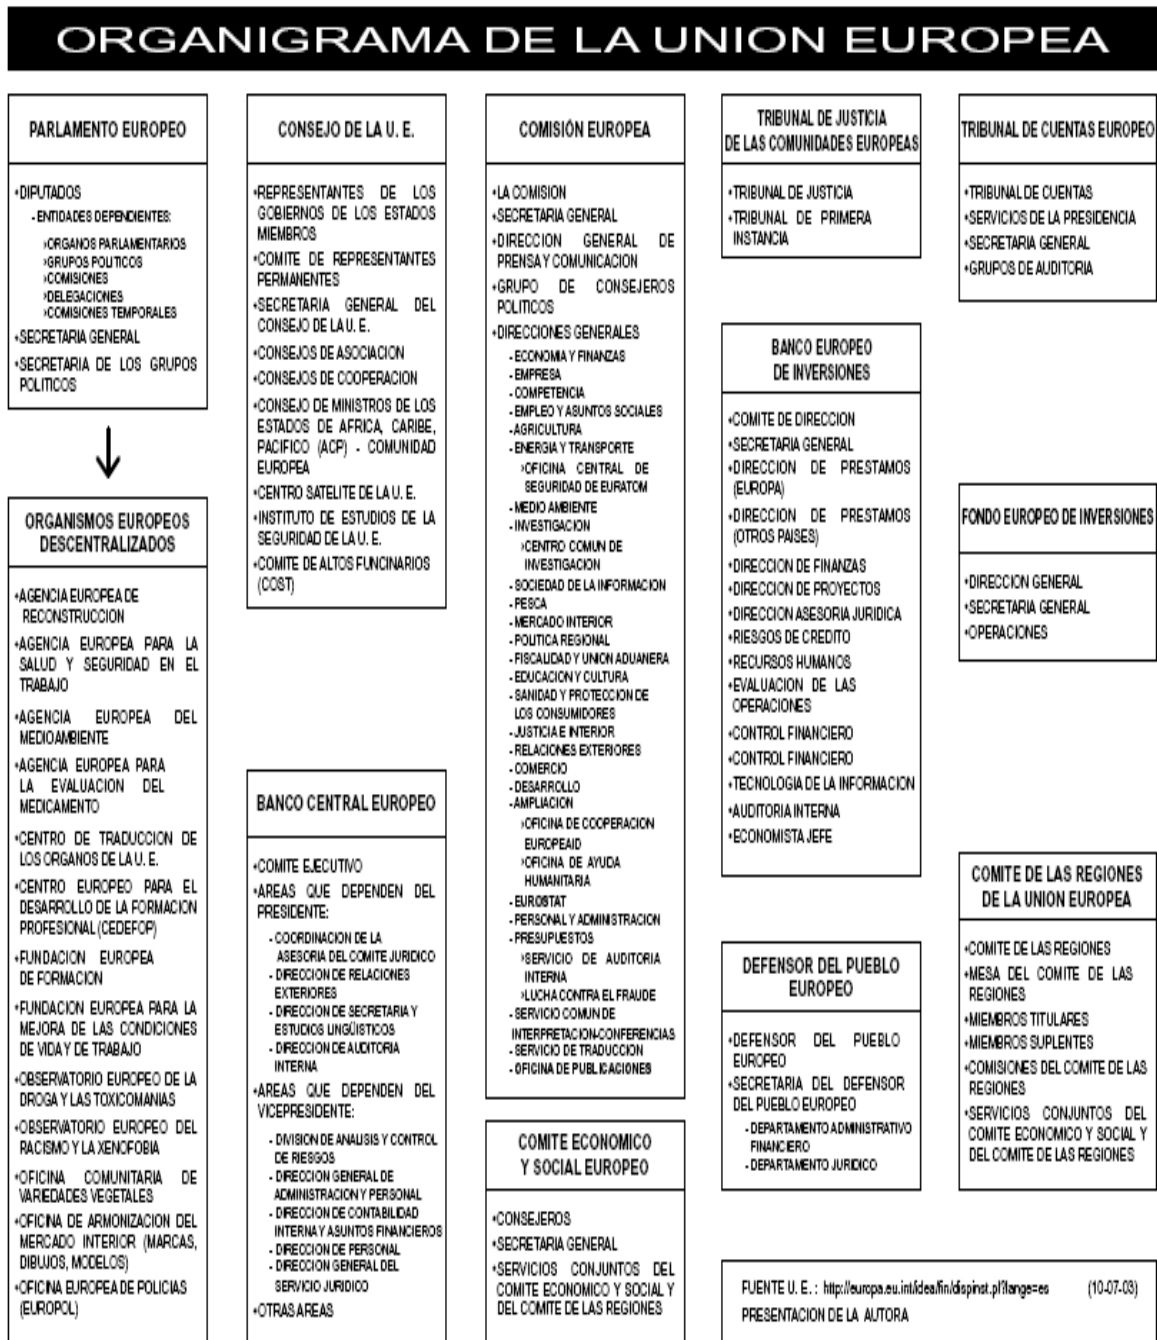 ORGANIGRAMA DE LA UNION EUROPEA
PARLAMENTO EUROPEO
•DIPUTADOS
- ENTIDADES DEPENDIENTES:
›ORGANOS PARLAMENTARIOS
›GRUPOS POLITICOS
›COMISIONES
›DELEGACIONES
›COMISIONES TEMPORALES
•SECRETARIA GENERAL
•SECRETARIA DE LOS GRUPOS
POLITICOS
ORGANISMOS EUROPEOS
DESCENTRALIZADOS
•AGENCIA EUROPEA DE
RECONSTRUCCION
•AGENCIA EUROPEA PARA LA
SALUD Y SEGURIDAD EN EL
TRABAJO
•AGENCIA EUROPEA DEL
MEDIOAMBIENTE
•AGENCIA EUROPEA PARA
LA EVALUACION DEL
MEDICAMENTO
•CENTRO DE TRADUCCION DE
LOS ORGANOS DE LA U. E.
•CENTRO EUROPEO PARA EL
DESARROLLO DE LA FORMACION
PROFESIONAL (CEDEFOP)
•FUNDACION EUROPEA
DE FORMACION
•FUNDACION EUROPEA PARA LA
MEJORA DE LAS CONDICIONES
DE VIDA Y DE TRABAJO
•OBSERVATORIO EUROPEO DE LA
DROGA Y LAS TOXICOMANIAS
•OBSERVATORIO EUROPEO DEL
RACISMO Y LA XENOFOBIA
•OFICINA COMUNITARIA DE
VARIEDADES VEGETALES
•OFICINA DE ARMONIZACION DEL
MERCADO INTERIOR (MARCAS,
DIBUJOS, MODELOS)
•OFICINA EUROPEA DE POLICIAS
(EUROPOL)
CONSEJO DE LA U. E.
•REPRESENTANTES DE LOS
GOBIERNOS DE LOS ESTADOS
MIEMBROS
•COMITE DE REPRESENTANTES
PERMANENTES
•SECRETARIA GENERAL DEL
CONSEJO DE LA U. E.
•CONSEJOS DE ASOCIACION
•CONSEJOS DE COOPERACION
•CONSEJO DE MINISTROS DE LOS
ESTADOS DE AFRICA, CARIBE,
PACIFICO (ACP) - COMUNIDAD
EUROPEA
•CENTRO SATELITE DE LA U. E.
•INSTITUTO DE ESTUDIOS DE LA
SEGURIDAD DE LA U. E.
•COMITE DE ALTOS FUNCINARIOS
(COST)
BANCO CENTRAL EUROPEO
•COMITE EJECUTIVO
•AREAS QUE DEPENDEN DEL
PRESIDENTE:
- COORDINACION DE LA
ASESORIA DEL COMITE JURIDICO
- DIRECCION DE RELACIONES
EXTERIORES
- DIRECCION DE SECRETARIA Y
ESTUDIOS LINGÜISTICOS
- DIRECCION DE AUDITORIA
INTERNA
•AREAS QUE DEPENDEN DEL
VICEPRESIDENTE:
- DIVISION DE ANALISIS Y CONTROL
DE RIESGOS
- DIRECCION GENERAL DE
ADMINISTRACION Y PERSONAL
- DIRECCION DE CONTABILIDAD
INTERNA Y ASUNTOS FINANCIEROS
- DIRECCION DE PERSONAL
- DIRECCION GENERAL DEL
SERVICIO JURIDICO
•OTRAS AREAS
COMISIÓN EUROPEA
•LA COMISION
•SECRETARIA GENERAL
•DIRECCION GENERAL DE
PRENSA Y COMUNICACION
•GRUPO DE CONSEJEROS
POLITICOS
•DIRECCIONES GENERALES
- ECONOMIA Y FINANZAS
- EMPRESA
- COMPETENCIA
- EMPLEO Y ASUNTOS SOCIALES
- AGRICULTURA
- ENERGIA Y TRANSPORTE
›OFICINA CENTRAL DE
SEGURIDAD DE EURATOM
- MEDIO AMBIENTE
- INVESTIGACION
›CENTRO COMUN DE
INVESTIGACION
- SOCIEDAD DE LA INFORMACION
- PESCA
- MERCADO INTERIOR
- POLITICA REGIONAL
- FISCALIDAD Y UNION ADUANERA
- EDUCACION Y CULTURA
- SANIDAD Y PROTECCION DE
LOS CONSUMIDORES
- JUSTICIA E INTERIOR
- RELACIONES EXTERIORES
- COMERCIO
- DESARROLLO
- AMPLIACION
›OFICINA DE COOPERACION
EUROPEAID
›OFICINA DE AYUDA
HUMANITARIA
- EUROSTAT
- PERSONAL Y ADMINISTRACION
- PRESUPUESTOS
›SERVICIO DE AUDITORIA
INTERNA
›LUCHA CONTRA EL FRAUDE
- SERVICIO COMUN DE
INTERPRETACION-CONFERENCIAS
- SERVICIO DE TRADUCCION
- OFICINA DE PUBLICACIONES
COMITE ECONOMICO
Y SOCIAL EUROPEO
•CONSEJEROS
•SECRETARIA GENERAL
•SERVICIOS CONJUNTOS DEL
COMITE ECONOMICO Y SOCIAL Y
DEL COMITE DE LAS REGIONES
TRIBUNAL DE JUSTICIA
DE LAS COMUNIDADES EUROPEAS
•TRIBUNAL DE JUSTICIA
•TRIBUNAL DE PRIMERA
INSTANCIA
BANCO EUROPEO
DE INVERSIONES
•COMITE DE DIRECCION
•SECRETARIA GENERAL
•DIRECCION DE PRESTAMOS
(EUROPA)
•DIRECCION DE PRESTAMOS
(OTROS PAISES)
•DIRECCION DE FINANZAS
•DIRECCION DE PROYECTOS
•DIRECCION ASESORIA JURIDICA
•RIESGOS DE CREDITO
•RECURSOS HUMANOS
•EVALUACION DE LAS
OPERACIONES
•CONTROL FINANCIERO
•CONTROL FINANCIERO
•TECNOLOGIA DE LA INFORMACION
•AUDITORIA INTERNA
•ECONOMISTA JEFE
DEFENSOR DEL PUEBLO
EUROPEO
•DEFENSOR DEL PUEBLO
EUROPEO
•SECRETARIA DEL DEFENSOR
DEL PUEBLO EUROPEO
- DEPARTAMENTO ADMINISTRATIVO
FINANCIERO
- DEPARTAMENTO JURIDICO
TRIBUNAL DE CUENTAS EUROPEO
•TRIBUNAL DE CUENTAS
•SERVICIOS DE LA PRESIDENCIA
•SECRETARIA GENERAL
•GRUPOS DE AUDITORIA
FONDO EUROPEO DE INVERSIONES
•DIRECCION GENERAL
•SECRETARIA GENERAL
•OPERACIONES
COMITE DE LAS REGIONES
DE LA UNION EUROPEA
•COMITE DE LAS REGIONES
•MESA DEL COMITE DE LAS
REGIONES
•MIEMBROS TITULARES
•MIEMBROS SUPLENTES
•COMISIONES DEL COMITE DE LAS
REGIONES
•SERVICIOS CONJUNTOS DEL
COMITE ECONOMICO Y SOCIAL Y
DEL COMITE DE LAS REGIONES
FUENTE U. E. : http://europa.eu.int/idea/fin/dispinst.pl?lange=es (10-07-03)
PRESENTACION DE LA AUTORA